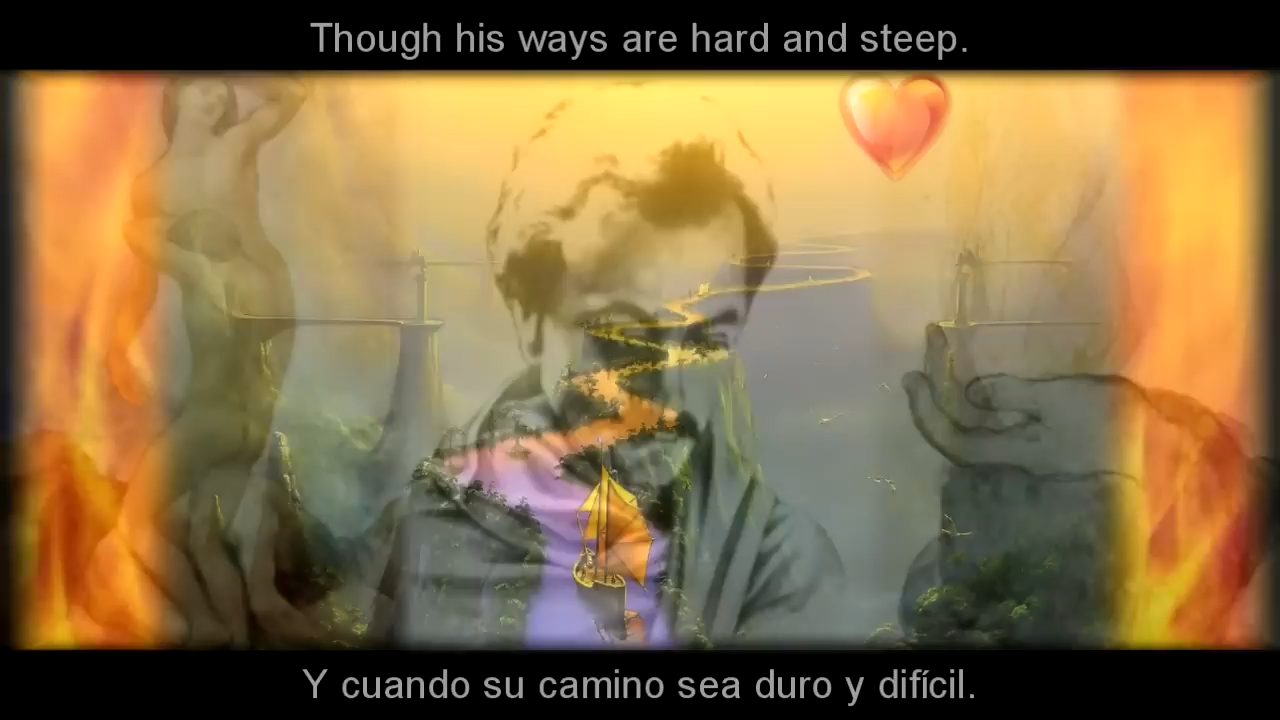 Though his ways are hard and steep.
Y cuando su camino sea duro y difícil.